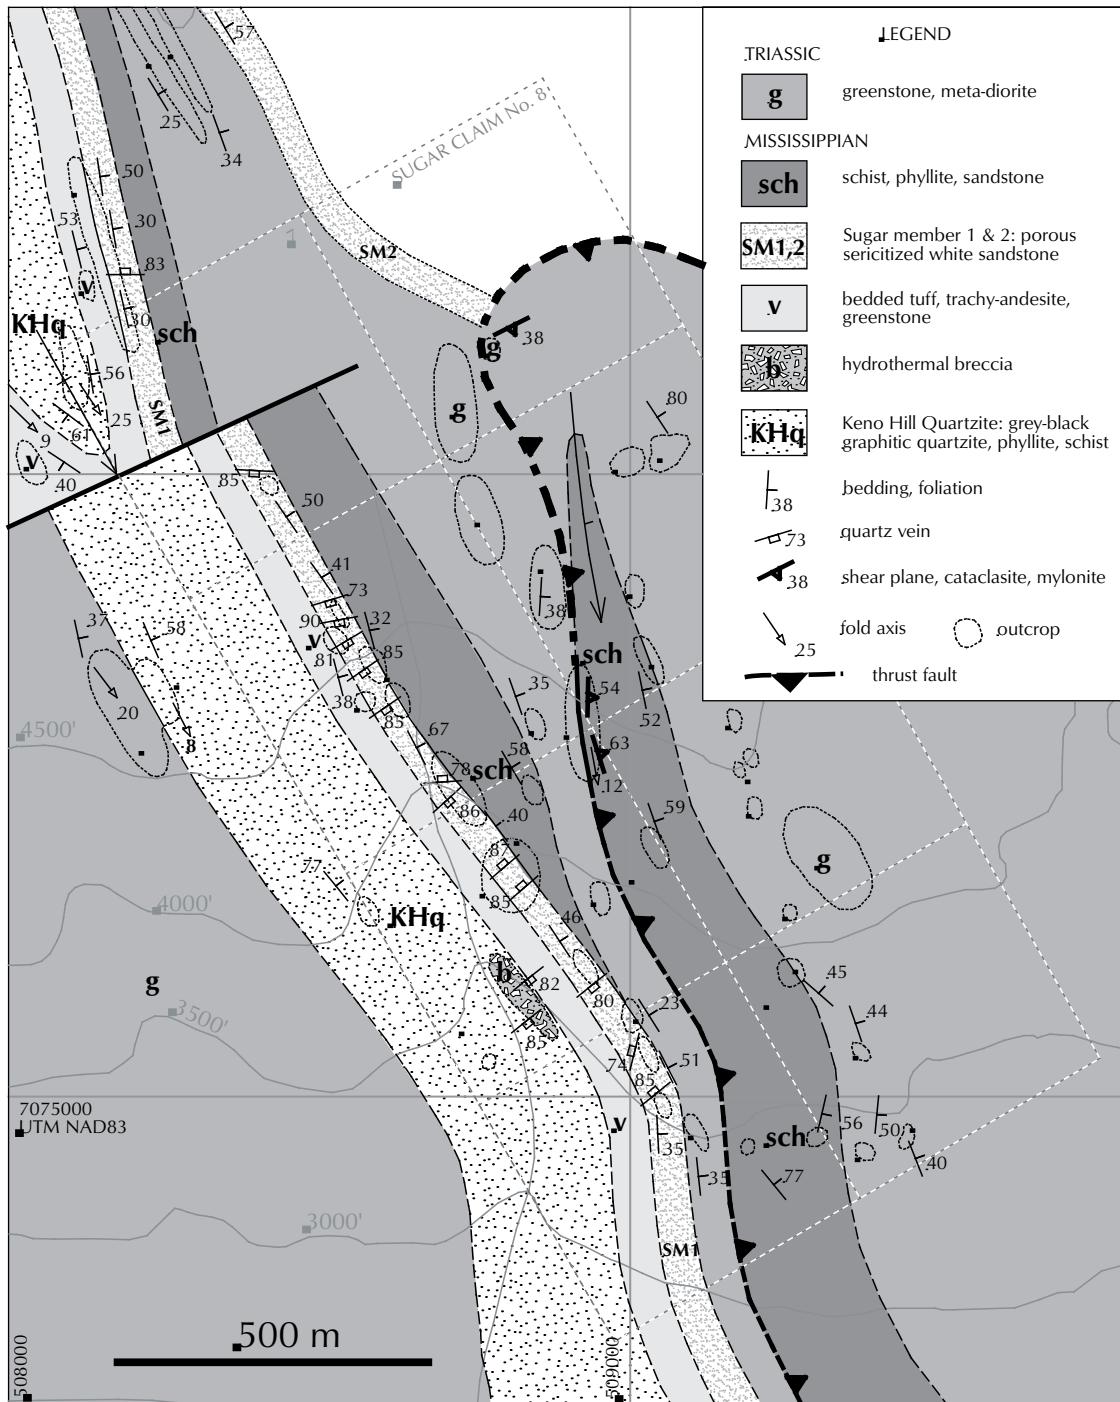 LEGEND
TRIASSIC
g
greenstone, meta-diorite
MISSISSIPPIAN
sch
schist, phyllite, sandstone
SM1,2
Sugar member 1 & 2: porous
sericitized white sandstone
v
bedded tuff, trachy-andesite,
greenstone
b
hydrothermal breccia
KHq
Keno Hill Quartzite: grey-black
graphitic quartzite, phyllite, schist
38
bedding, foliation
73
quartz vein
38
shear plane, cataclasite, mylonite
25
fold axis
outcrop
thrust fault
57
25
34
SUGAR CLAIM No. 8
7
50
53
30
83
SM2
v
30
KHq
sch
38
g
56
SM1
25
g
80
9
61
v
40
85
50
41
73
38
37
58
90
32
v
81
85
sch
35
54
38
52
20
85
67
4500'
8
58
63
78
sch
12
86
40
59
87
g
77
85
4000'
KHq
46
b
82
45
g
80
23
44
3500'
85
74
51
85
7075000
UTM NAD83
v
sch
56
50
35
40
35
77
3000'
SM1
500 m
508000
509000